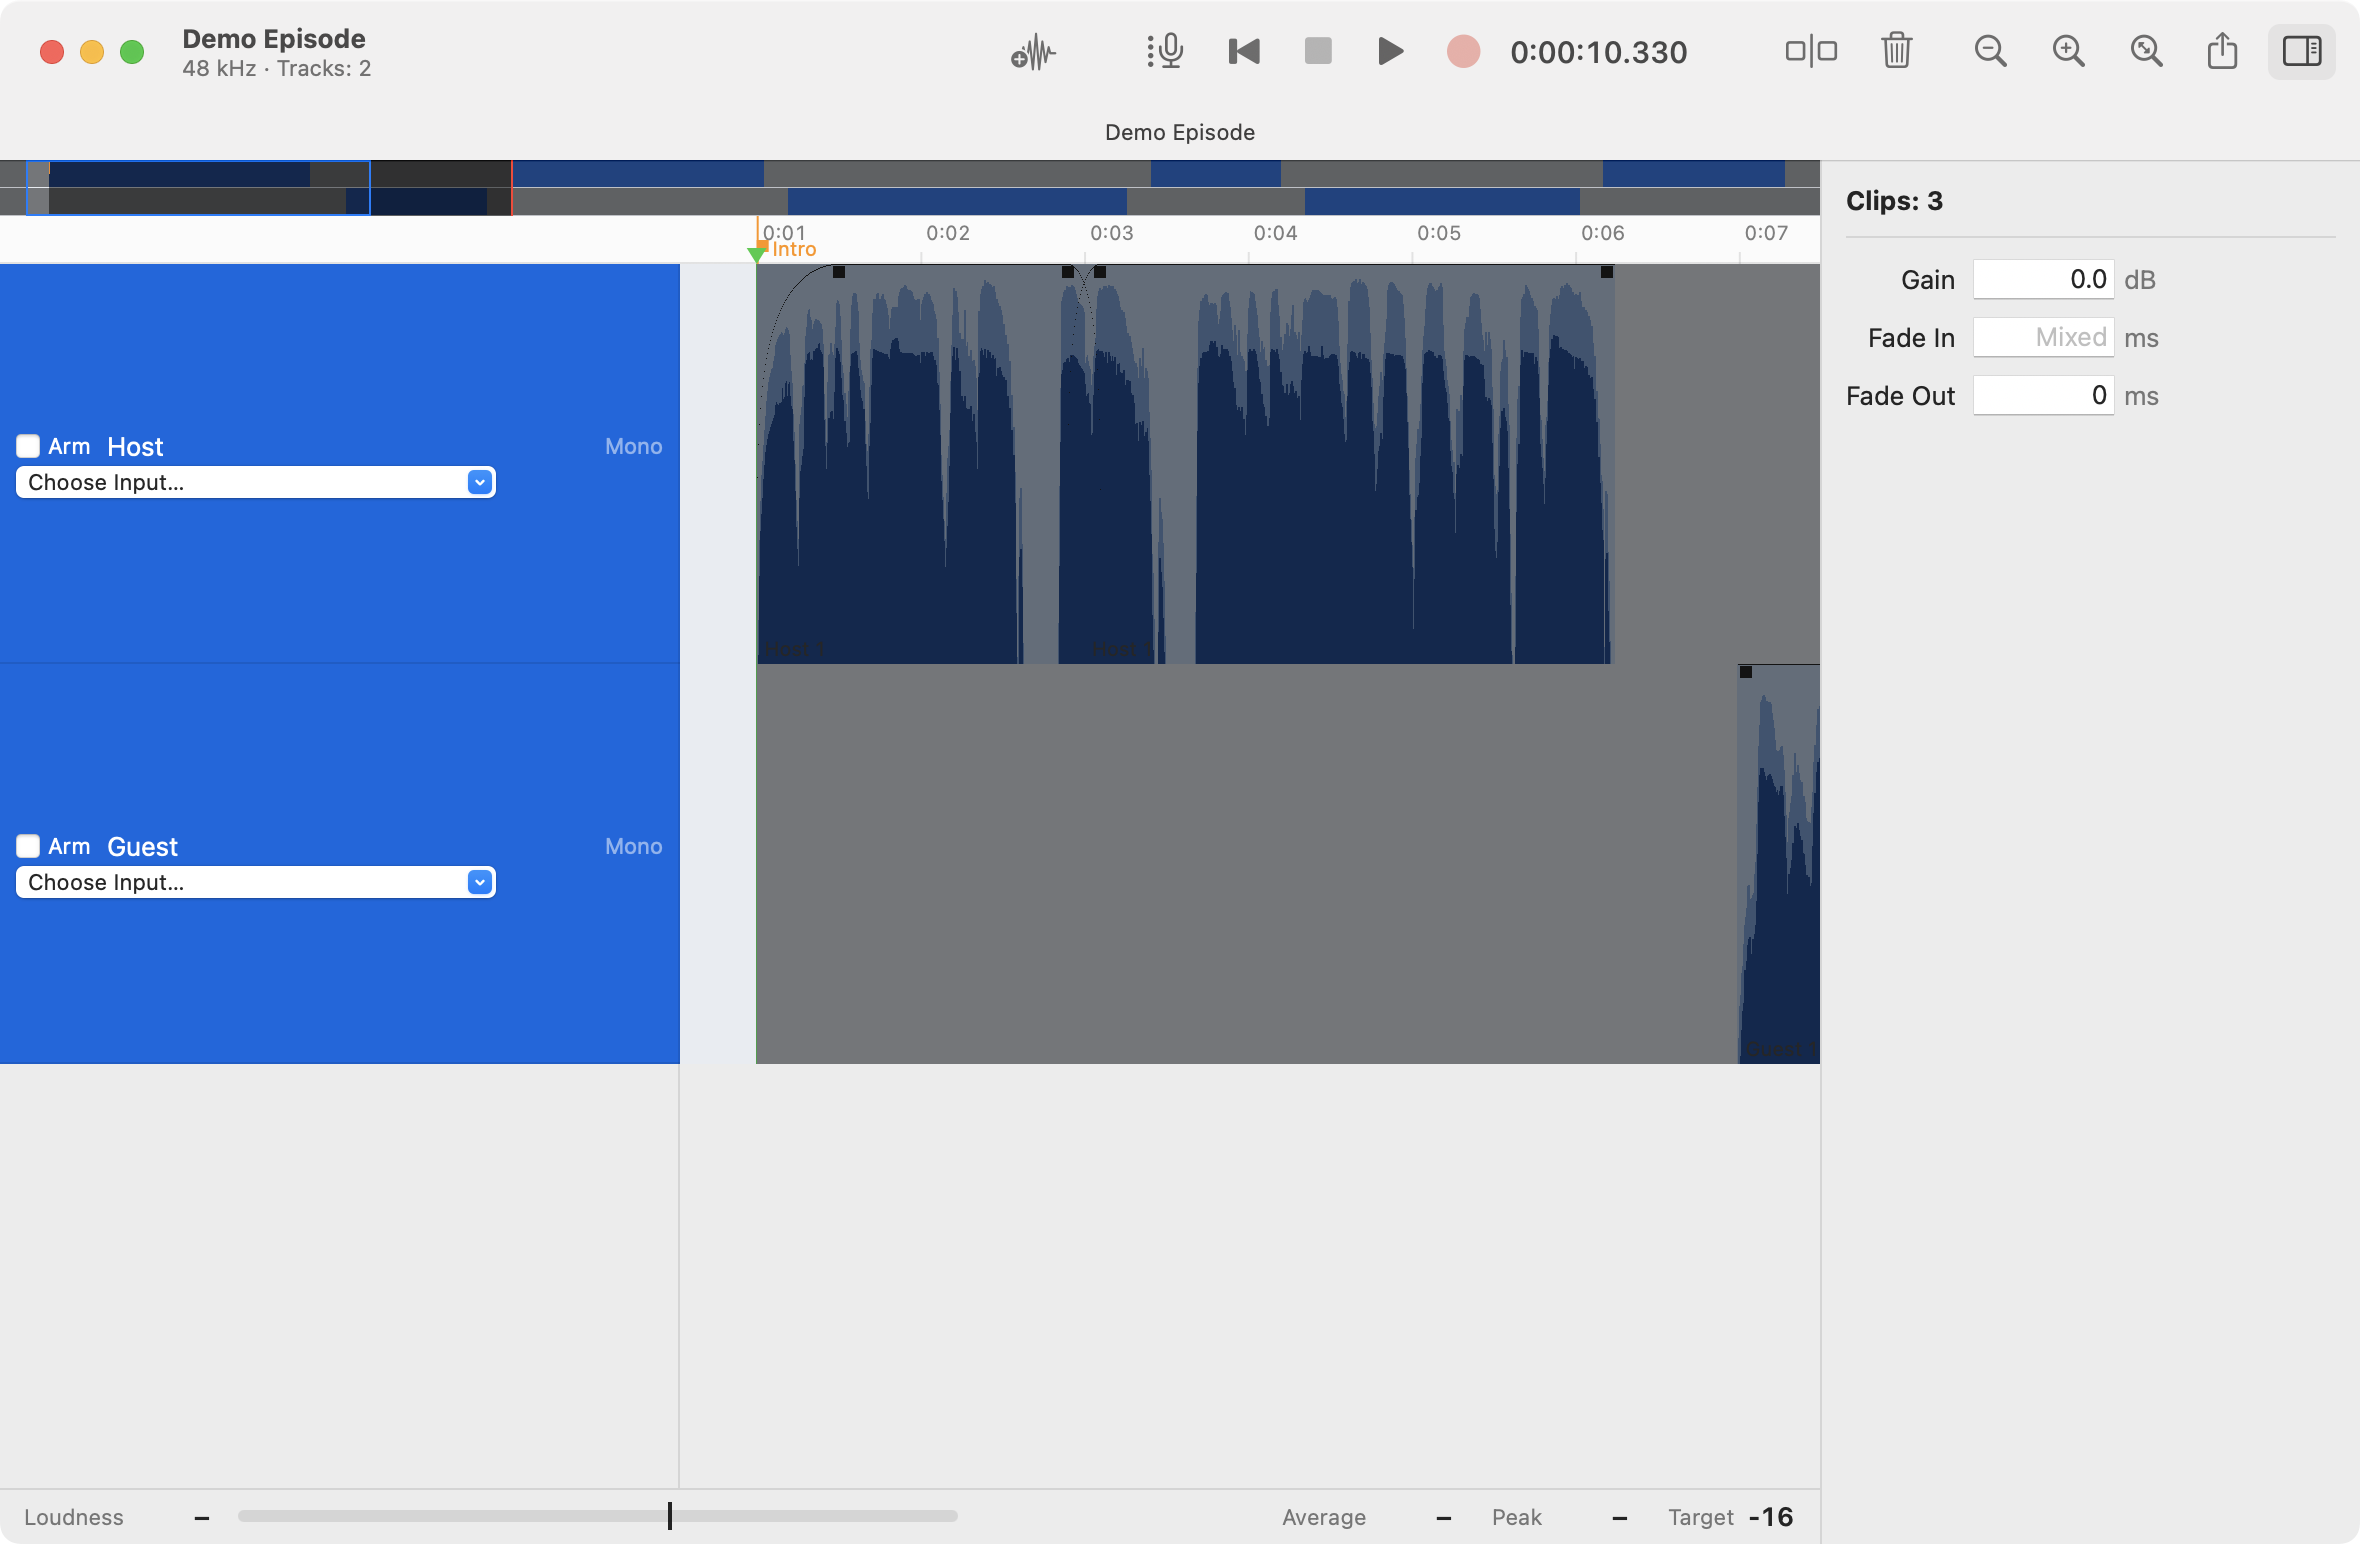 Demo Episode
48 kHz · Tracks: 2
0:00:10.330
Demo Episode
0:01 0:02 0:03 0:04 0:05 0:06 0:07
Intro
Arm Host Mono
Choose Input...
Arm Guest Mono
Choose Input...
Clips: 3
Gain 0.0 dB
Fade In Mixed ms
Fade Out 0 ms
Loudness – Average – Peak – Target -16